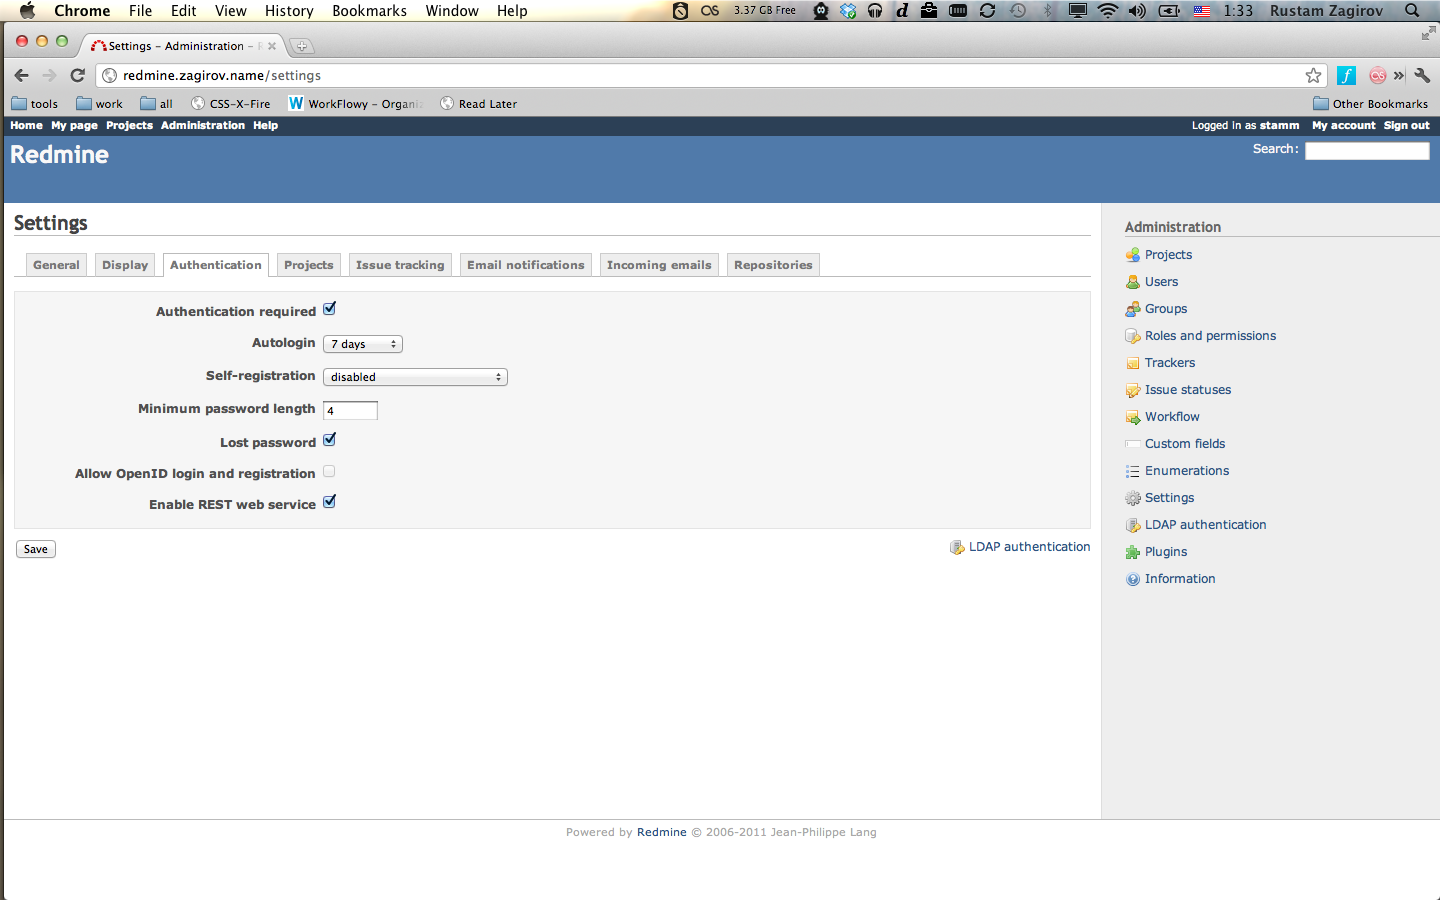 Chrome File Edit View History Bookmarks Window Help 3.37 GB Free d 1:33 Rustam Zagirov
Settings – Administration –
redmine.zagirov.name/settings
tools work all CSS-X-Fire WorkFlowy – Organi Read Later Other Bookmarks
Home My page Projects Administration Help Logged in as stamm My account Sign out
Redmine Search:
Settings
General Display Authentication Projects Issue tracking Email notifications Incoming emails Repositories
Authentication required
Autologin 7 days
Self-registration disabled
Minimum password length 4
Lost password
Allow OpenID login and registration
Enable REST web service
Save LDAP authentication
Administration
Projects
Users
Groups
Roles and permissions
Trackers
Issue statuses
Workflow
Custom fields
Enumerations
Settings
LDAP authentication
Plugins
Information
Powered by Redmine © 2006-2011 Jean-Philippe Lang